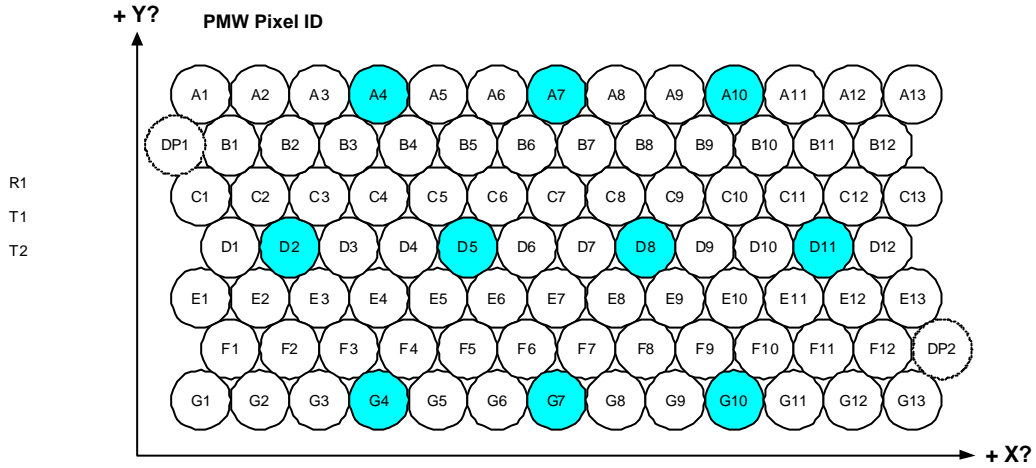 + Y?
PMW Pixel ID
A1 A2 A3 A4 A5 A6 A7 A8 A9 A10 A11 A12 A13
DP1 B1 B2 B3 B4 B5 B6 B7 B8 B9 B10 B11 B12
R1
C1 C2 C3 C4 C5 C6 C7 C8 C9 C10 C11 C12 C13
T1
T2
D1 D2 D3 D4 D5 D6 D7 D8 D9 D10 D11 D12
E1 E2 E3 E4 E5 E6 E7 E8 E9 E10 E11 E12 E13
F1 F2 F3 F4 F5 F6 F7 F8 F9 F10 F11 F12 DP2
G1 G2 G3 G4 G5 G6 G7 G8 G9 G10 G11 G12 G13
+ X?